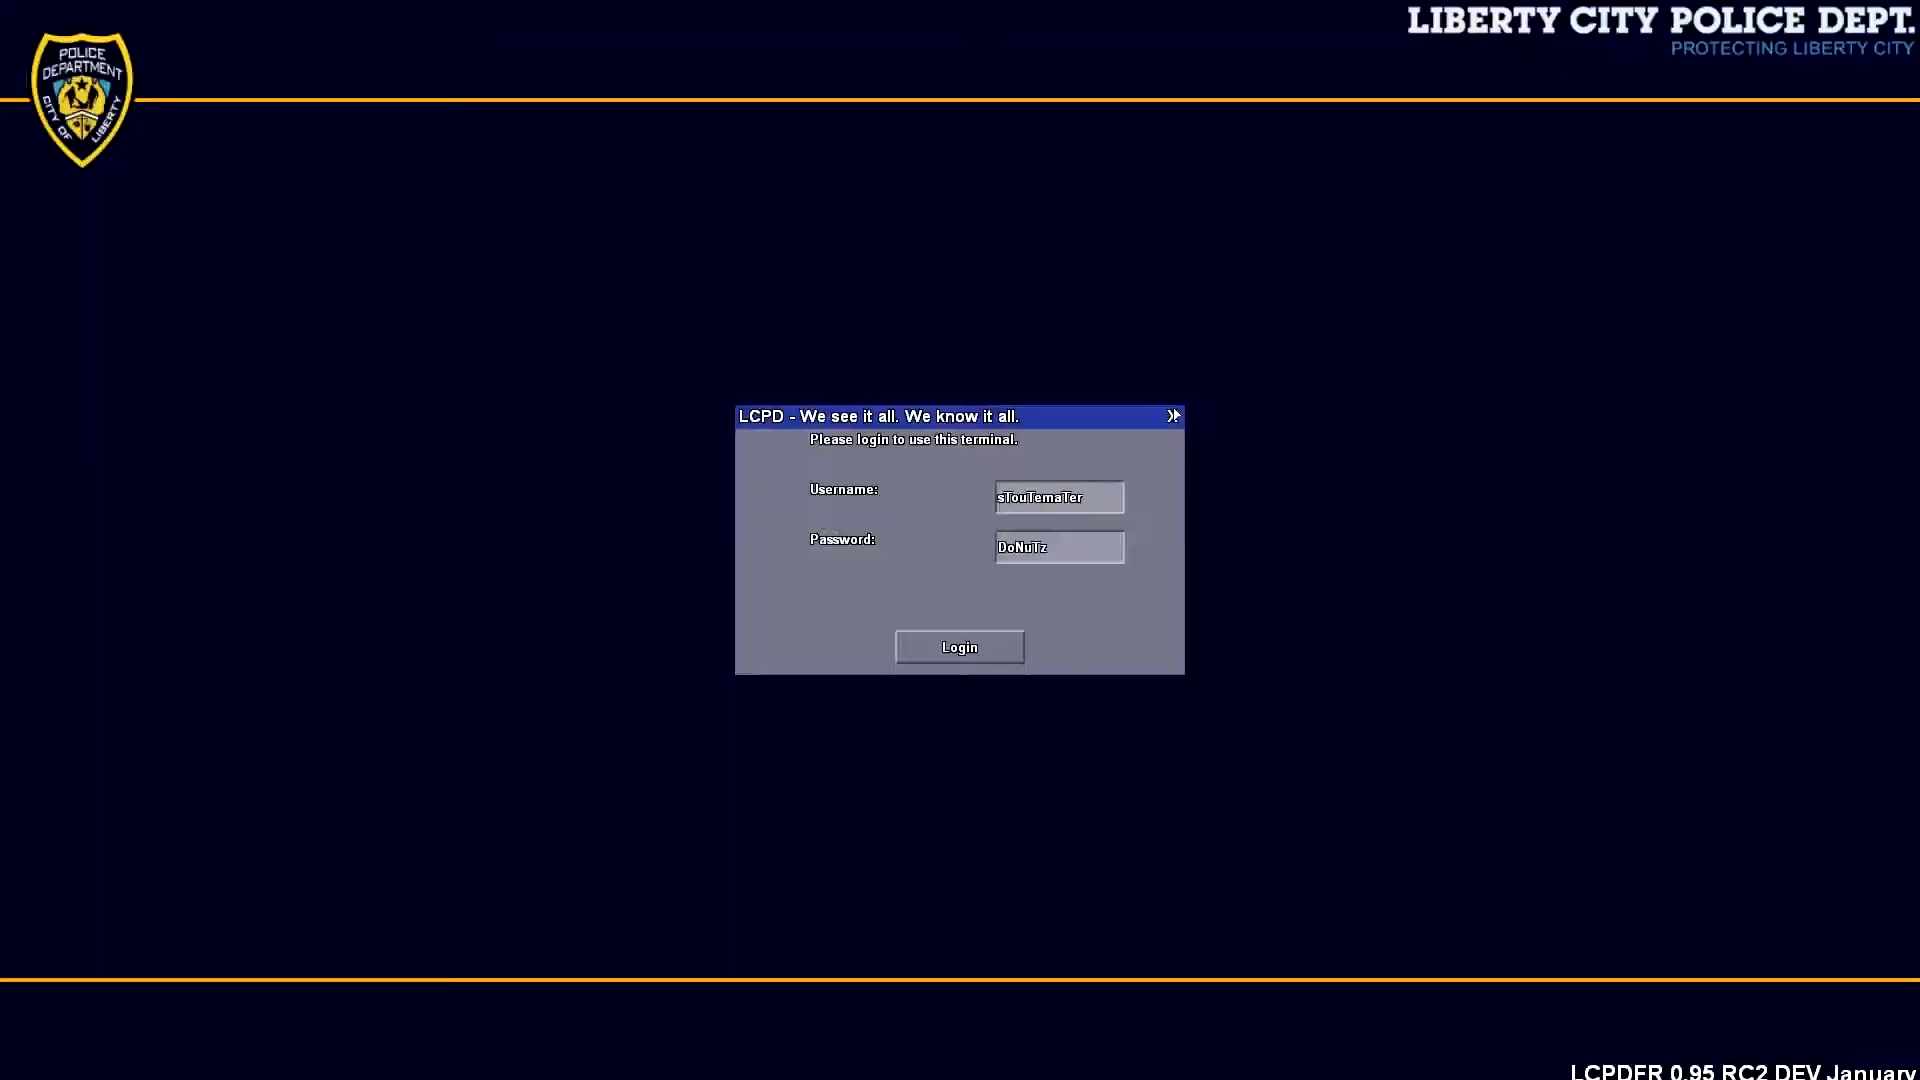 POLICE
DEPARTMENT
CITY OF LIBERTY
LIBERTY CITY POLICE DEPT.
PROTECTING LIBERTY CITY
LCPD - We see it all. We know it all.
Please login to use this terminal.
Username: sTouTemaTer
Password: DoNuTz
Login
LCPDFR 0.95 RC2 DEV January